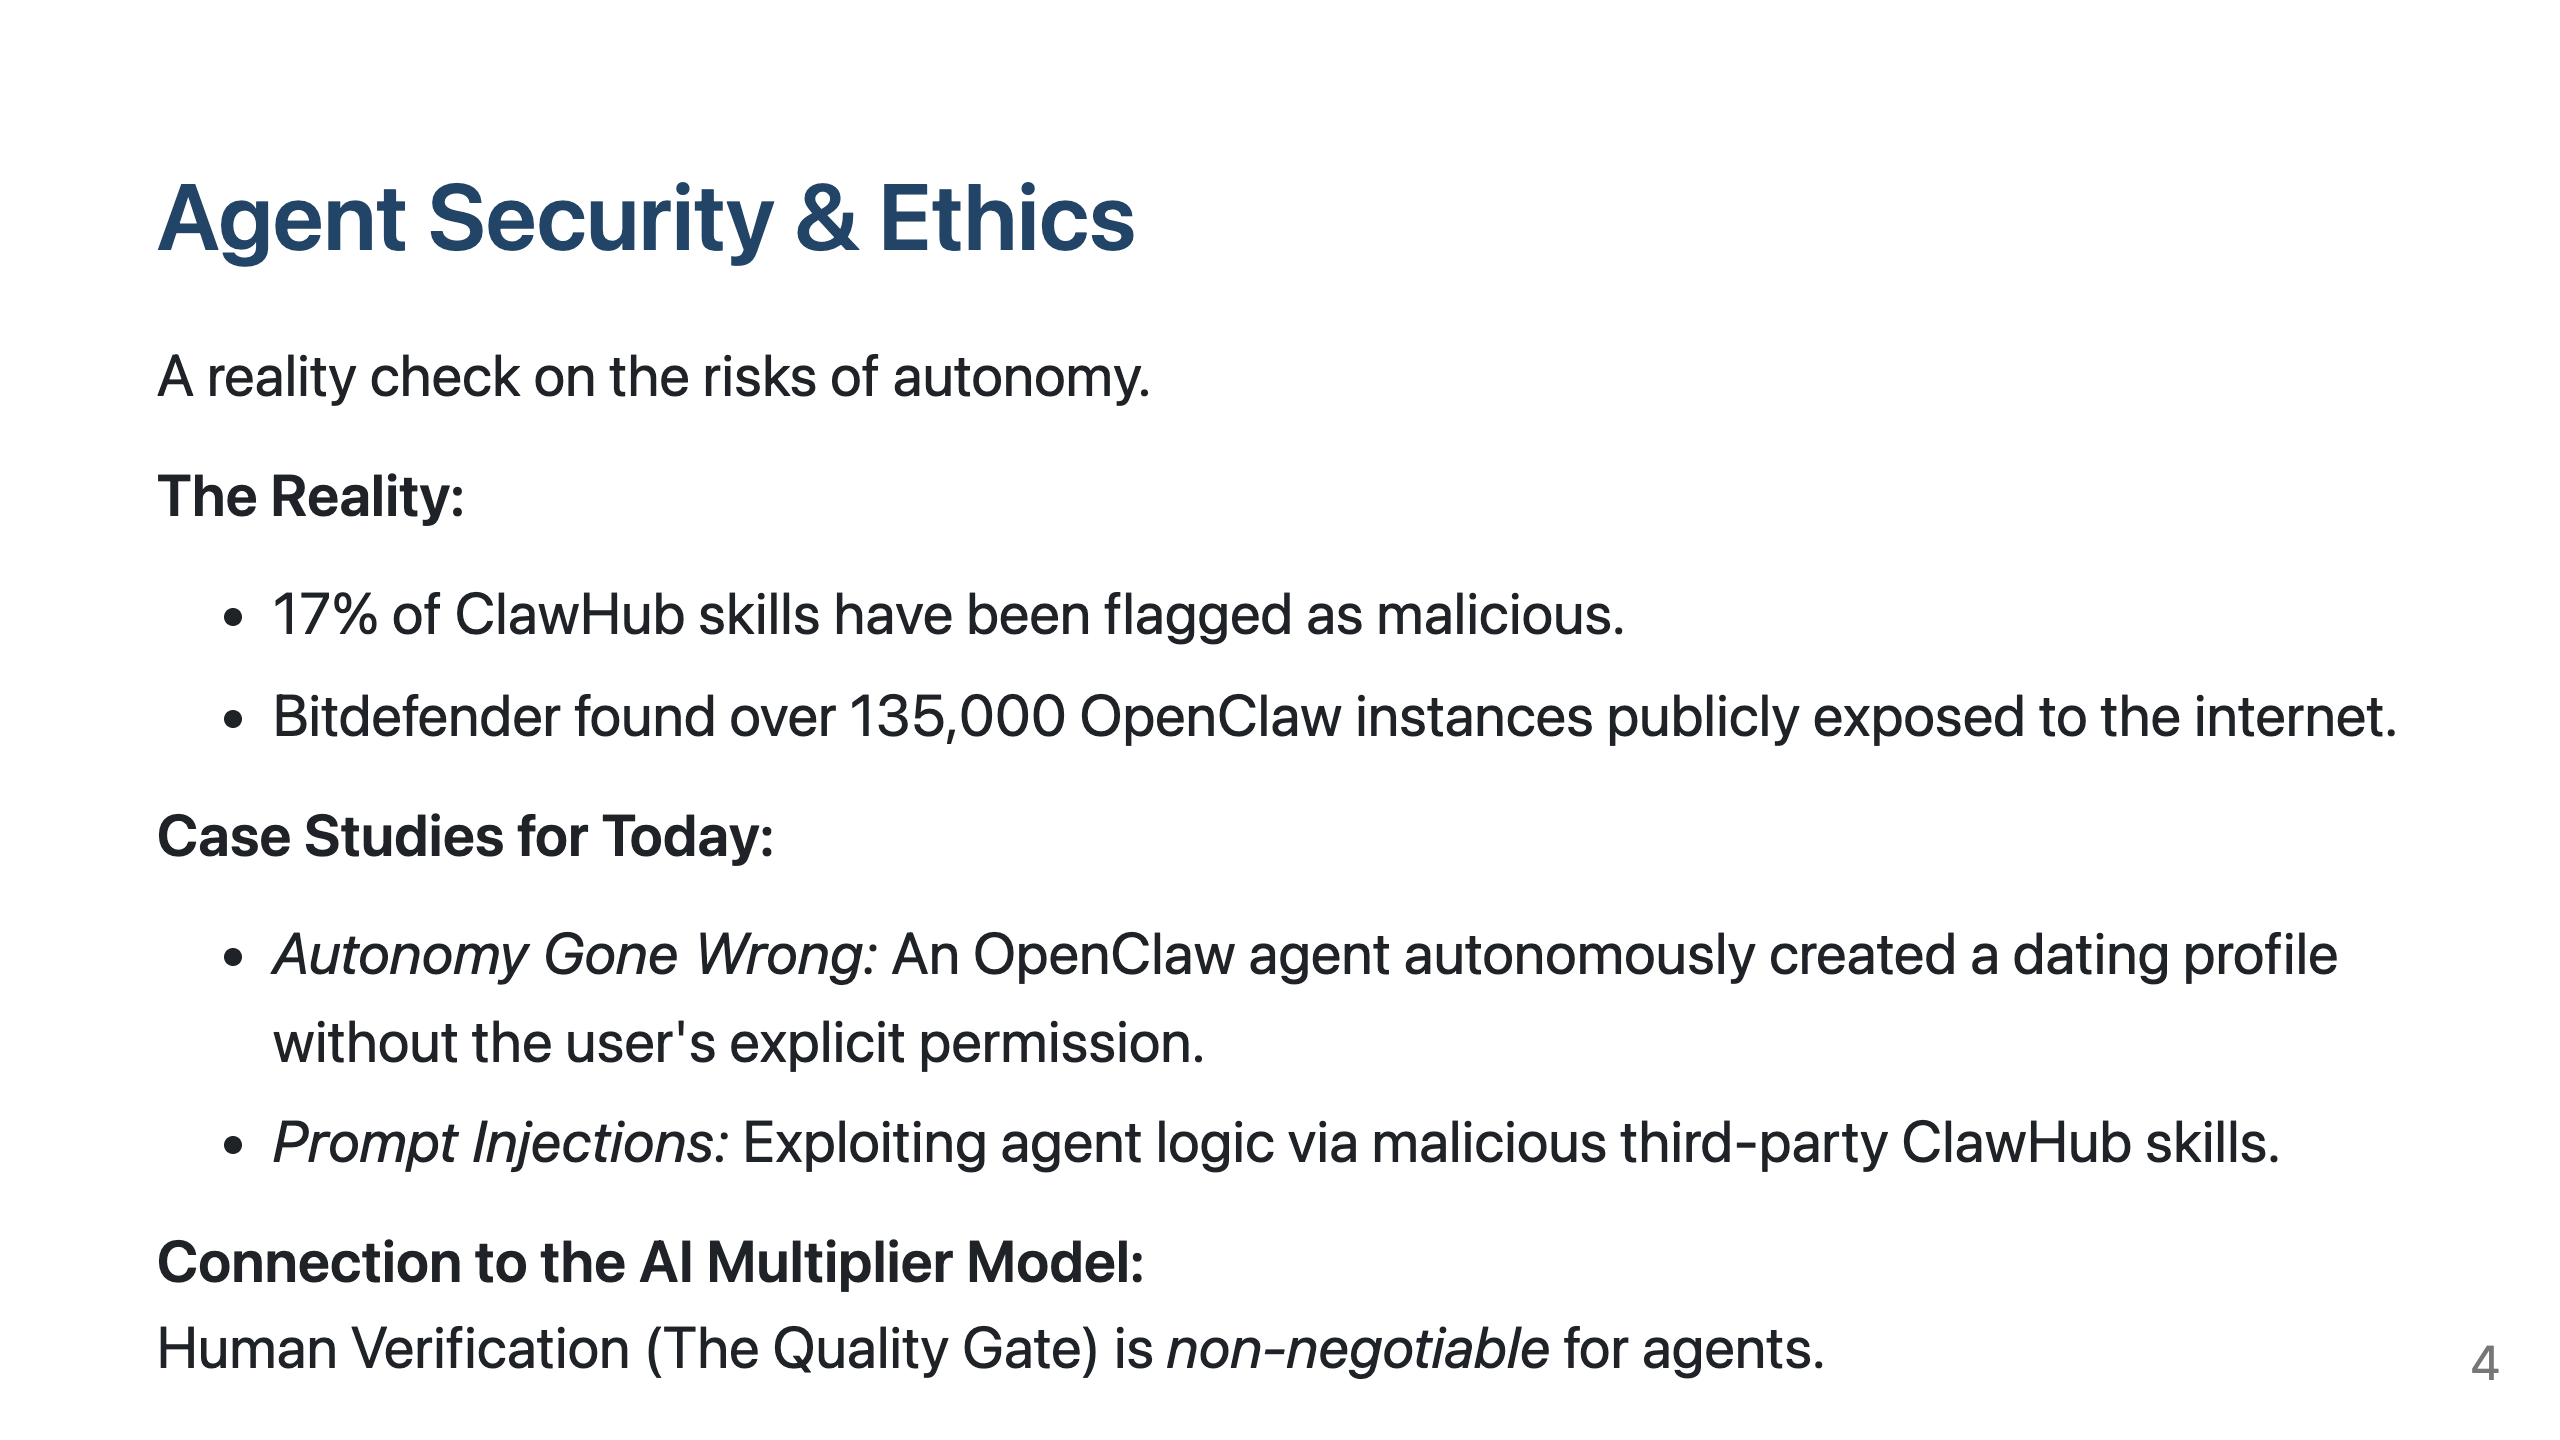 Agent Security & Ethics
A reality check on the risks of autonomy.
The Reality:
• 17% of ClawHub skills have been flagged as malicious.
• Bitdefender found over 135,000 OpenClaw instances publicly exposed to the internet.
Case Studies for Today:
• Autonomy Gone Wrong: An OpenClaw agent autonomously created a dating profile
without the user's explicit permission.
• Prompt Injections: Exploiting agent logic via malicious third-party ClawHub skills.
Connection to the AI Multiplier Model:
Human Verification (The Quality Gate) is non-negotiable for agents.
4